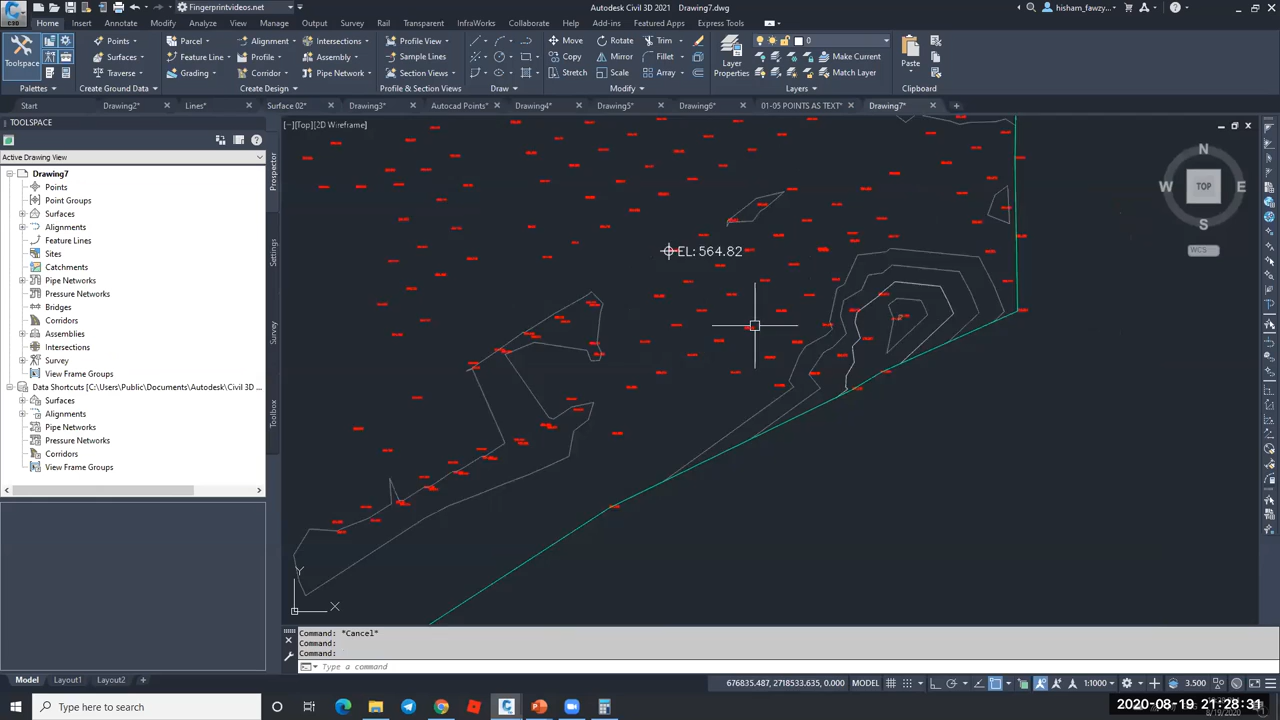 Fingerprintvideos.net
Autodesk Civil 3D 2021 Drawing7.dwg
hisham_fawzy...
Home Insert Annotate Modify Analyze View Manage Output Survey Rail Transparent InfraWorks Collaborate Help Add-ins Featured Apps Express Tools
Toolspace
Points
Surfaces
Traverse
Parcel
Feature Line
Grading
Alignment
Profile
Corridor
Intersections
Assembly
Pipe Network
Profile View
Sample Lines
Section Views
Move
Copy
Stretch
Rotate
Mirror
Scale
Trim
Fillet
Array
Layer
Properties
0
Make Current
Match Layer
Paste
Palettes Create Ground Data Create Design Profile & Section Views Draw Modify Layers Clipboard
Start Drawing2* Lines* Surface 02* Drawing3* Autocad Points* Drawing4* Drawing5* Drawing6* 01-05 POINTS AS TEXT* Drawing7*
TOOLSPACE
Active Drawing View
Drawing7
Points
Point Groups
Surfaces
Alignments
Feature Lines
Sites
Catchments
Pipe Networks
Pressure Networks
Bridges
Corridors
Assemblies
Intersections
Survey
View Frame Groups
Data Shortcuts [C:\Users\Public\Documents\Autodesk\Civil 3D ...
Surfaces
Alignments
Pipe Networks
Pressure Networks
Corridors
View Frame Groups
Prospector
Settings
Survey
Toolbox
[−][Top][2D Wireframe]
EL: 564.82
N
W TOP E
S
WCS
Y
X
Command: *Cancel*
Command:
Command:
Type a command
Model Layout1 Layout2
676835.487, 2718533.635, 0.000 MODEL
1:1000
3.500
Type here to search
2020-08-19 21:28:31